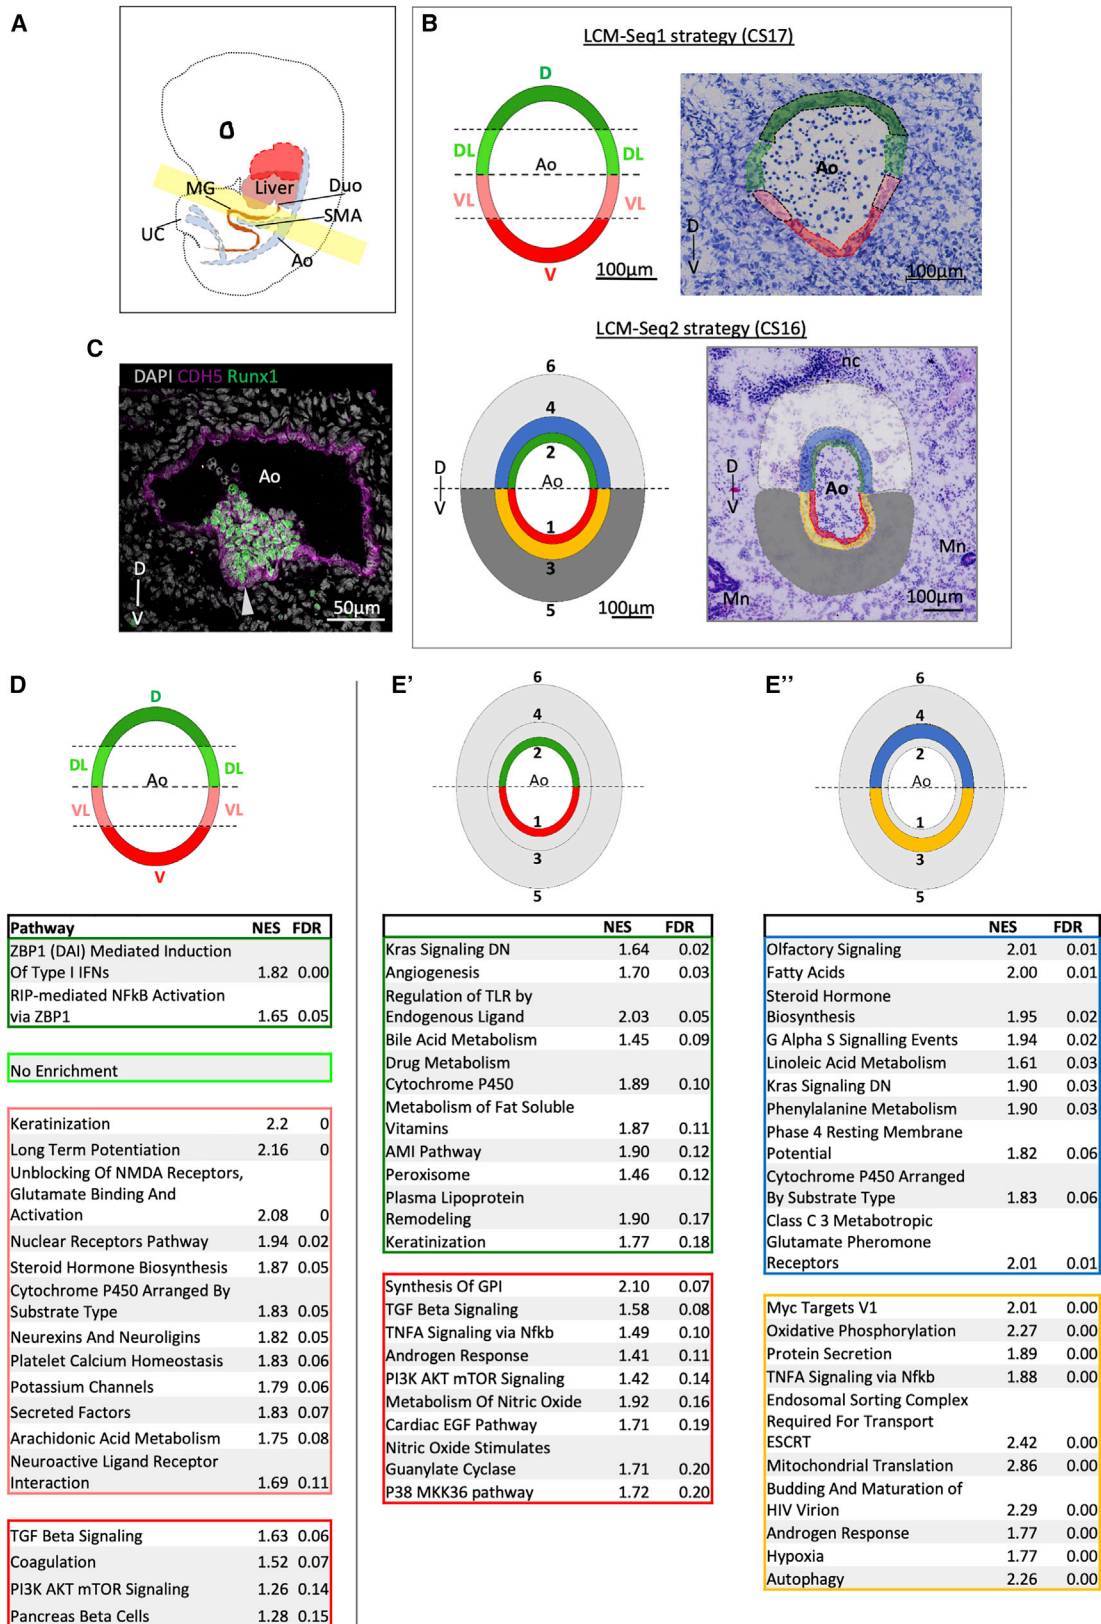 A
MG
Liver
Duo
SMA
UC
Ao
B
LCM-Seq1 strategy (CS17)
D
DL
Ao
DL
VL
VL
V
100µm
Ao
D
V
100µm
LCM-Seq2 strategy (CS16)
6
4
2
Ao
D
V
1
3
5
100µm
nc
D
V
Ao
Mn
Mn
100µm
C
DAPI CDH5 Runx1
Ao
D
V
50µm
D
D
DL
DL
Ao
VL
VL
V
Pathway NES FDR
ZBP1 (DAI) Mediated Induction
Of Type I IFNs 1.82 0.00
RIP-mediated NFkB Activation
via ZBP1 1.65 0.05
No Enrichment
Keratinization 2.2 0
Long Term Potentiation 2.16 0
Unblocking Of NMDA Receptors,
Glutamate Binding And
Activation 2.08 0
Nuclear Receptors Pathway 1.94 0.02
Steroid Hormone Biosynthesis 1.87 0.05
Cytochrome P450 Arranged By
Substrate Type 1.83 0.05
Neurexins And Neuroligins 1.82 0.05
Platelet Calcium Homeostasis 1.83 0.06
Potassium Channels 1.79 0.06
Secreted Factors 1.83 0.07
Arachidonic Acid Metabolism 1.75 0.08
Neuroactive Ligand Receptor
Interaction 1.69 0.11
TGF Beta Signaling 1.63 0.06
Coagulation 1.52 0.07
PI3K AKT mTOR Signaling 1.26 0.14
Pancreas Beta Cells 1.28 0.15
E’
6
4
2
Ao
1
3
5
NES FDR
Kras Signaling DN 1.64 0.02
Angiogenesis 1.70 0.03
Regulation of TLR by
Endogenous Ligand 2.03 0.05
Bile Acid Metabolism 1.45 0.09
Drug Metabolism
Cytochrome P450 1.89 0.10
Metabolism of Fat Soluble
Vitamins 1.87 0.11
AMI Pathway 1.90 0.12
Peroxisome 1.46 0.12
Plasma Lipoprotein
Remodeling 1.90 0.17
Keratinization 1.77 0.18
Synthesis Of GPI 2.10 0.07
TGF Beta Signaling 1.58 0.08
TNFA Signaling via Nfkb 1.49 0.10
Androgen Response 1.41 0.11
PI3K AKT mTOR Signaling 1.42 0.14
Metabolism Of Nitric Oxide 1.92 0.16
Cardiac EGF Pathway 1.71 0.19
Nitric Oxide Stimulates
Guanylate Cyclase 1.71 0.20
P38 MKK36 pathway 1.72 0.20
E’’
6
4
2
Ao
1
3
5
NES FDR
Olfactory Signaling 2.01 0.01
Fatty Acids 2.00 0.01
Steroid Hormone
Biosynthesis 1.95 0.02
G Alpha S Signalling Events 1.94 0.02
Linoleic Acid Metabolism 1.61 0.03
Kras Signaling DN 1.90 0.03
Phenylalanine Metabolism 1.90 0.03
Phase 4 Resting Membrane
Potential 1.82 0.06
Cytochrome P450 Arranged
By Substrate Type 1.83 0.06
Class C 3 Metabotropic
Glutamate Pheromone
Receptors 2.01 0.01
Myc Targets V1 2.01 0.00
Oxidative Phosphorylation 2.27 0.00
Protein Secretion 1.89 0.00
TNFA Signaling via Nfkb 1.88 0.00
Endosomal Sorting Complex
Required For Transport
ESCRT 2.42 0.00
Mitochondrial Translation 2.86 0.00
Budding And Maturation of
HIV Virion 2.29 0.00
Androgen Response 1.77 0.00
Hypoxia 1.77 0.00
Autophagy 2.26 0.00